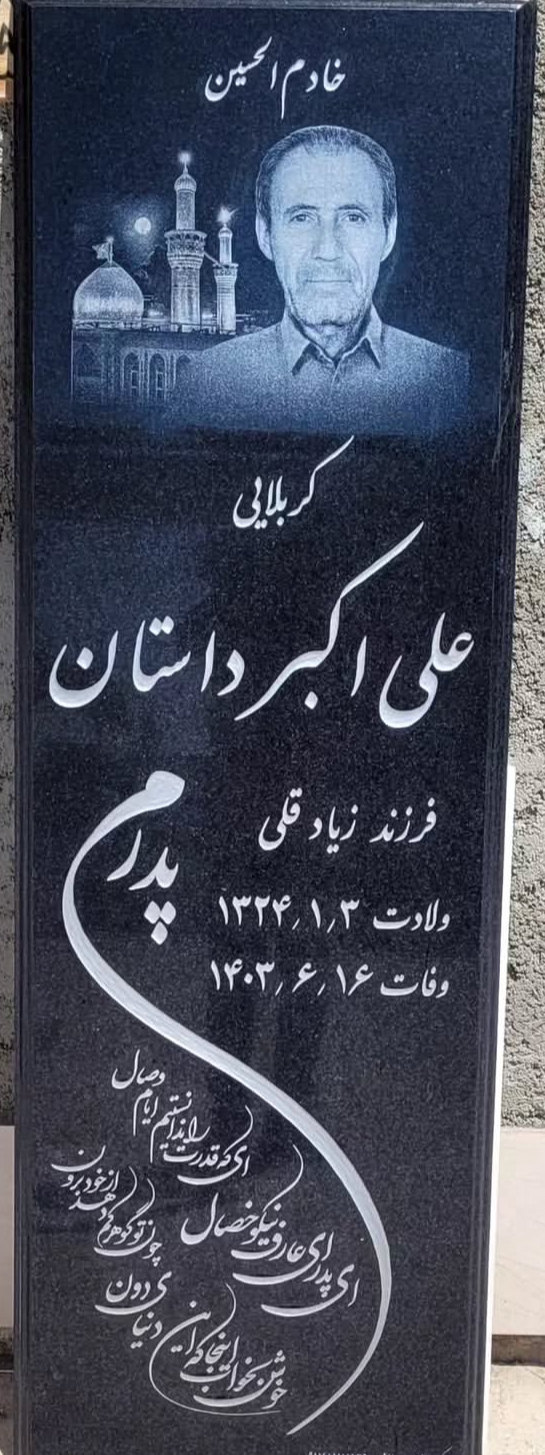 خادم الحسین
کربلایی
علی اکبر داستان
فرزند زیاد قلی
ولادت ۱۳۲۴٫۱٫۳
وفات ۱۴۰۳٫۶٫۱۶
پدرم
ای که قدرت را ندانستیم ایام وصال
ای پدر ای عارف نیکو خصال
چون تو گوهر کم دهد از خود برون
خوش بخواب اینجا که این دنیای دون